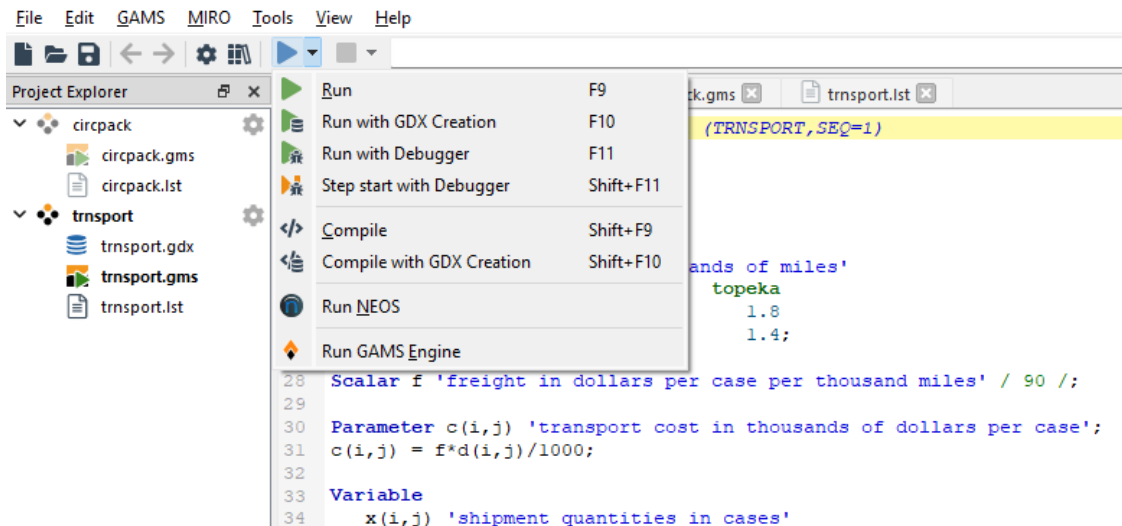 File Edit GAMS MIRO Tools View Help
Project Explorer
circpack
circpack.gms
circpack.lst
trnsport
trnsport.gdx
trnsport.gms
trnsport.lst
Run F9
Run with GDX Creation F10
Run with Debugger F11
Step start with Debugger Shift+F11
Compile Shift+F9
Compile with GDX Creation Shift+F10
Run NEOS
Run GAMS Engine
ck.gms trnsport.lst
(TRNSPORT,SEQ=1)
ands of miles'
topeka
1.8
1.4;
28 Scalar f 'freight in dollars per case per thousand miles' / 90 /;
29
30 Parameter c(i,j) 'transport cost in thousands of dollars per case';
31 c(i,j) = f*d(i,j)/1000;
32
33 Variable
34 x(i,j) 'shipment quantities in cases'